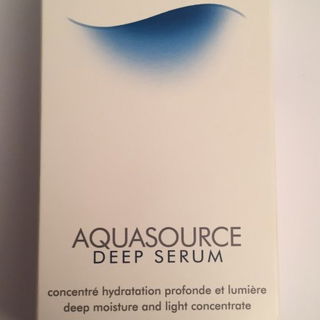 AQUASOURCE
DEEP SERUM
concentré hydratation profonde et lumière
deep moisture and light concentrate